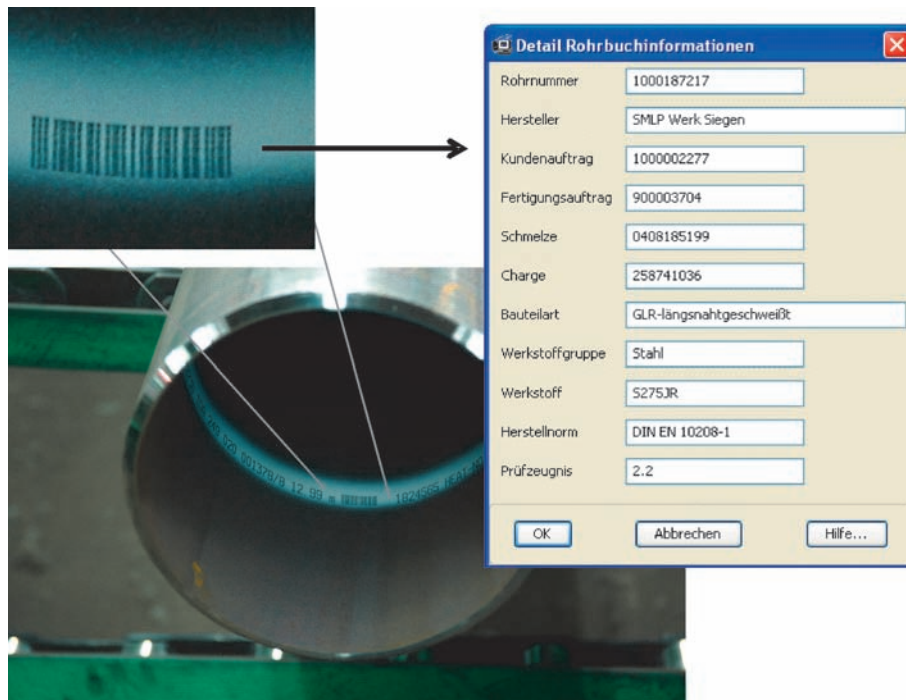 Detail Rohrbuchinformationen
Rohrnummer 1000187217
Hersteller SMLP Werk Siegen
Kundenauftrag 1000002277
Fertigungsauftrag 900003704
Schmelze 0408185199
Charge 258741036
Bauteilart GLR-längsnahtgeschweißt
Werkstoffgruppe Stahl
Werkstoff S275JR
Herstellnorm DIN EN 10208-1
Prüfzeugnis 2.2
OK Abbrechen Hilfe...
12.99 m 1824565